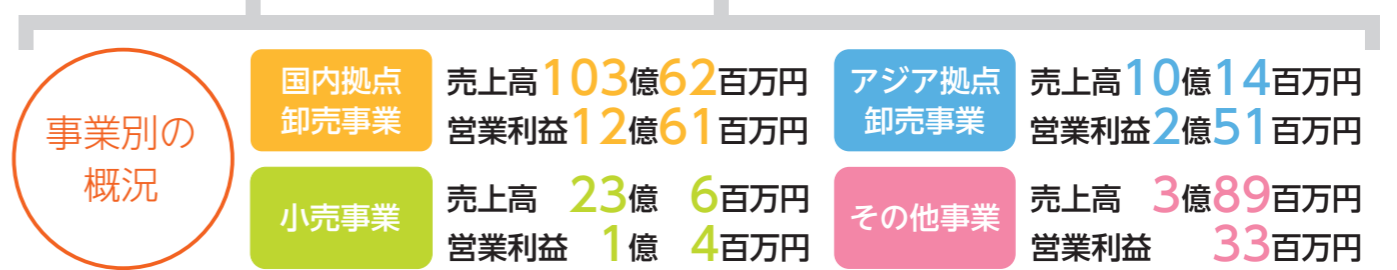 事業別の
概況
国内拠点
卸売事業
売上高103億62百万円
営業利益12億61百万円
アジア拠点
卸売事業
売上高10億14百万円
営業利益2億51百万円
小売事業
売上高 23億 6百万円
営業利益 1億 4百万円
その他事業
売上高 3億89百万円
営業利益 33百万円